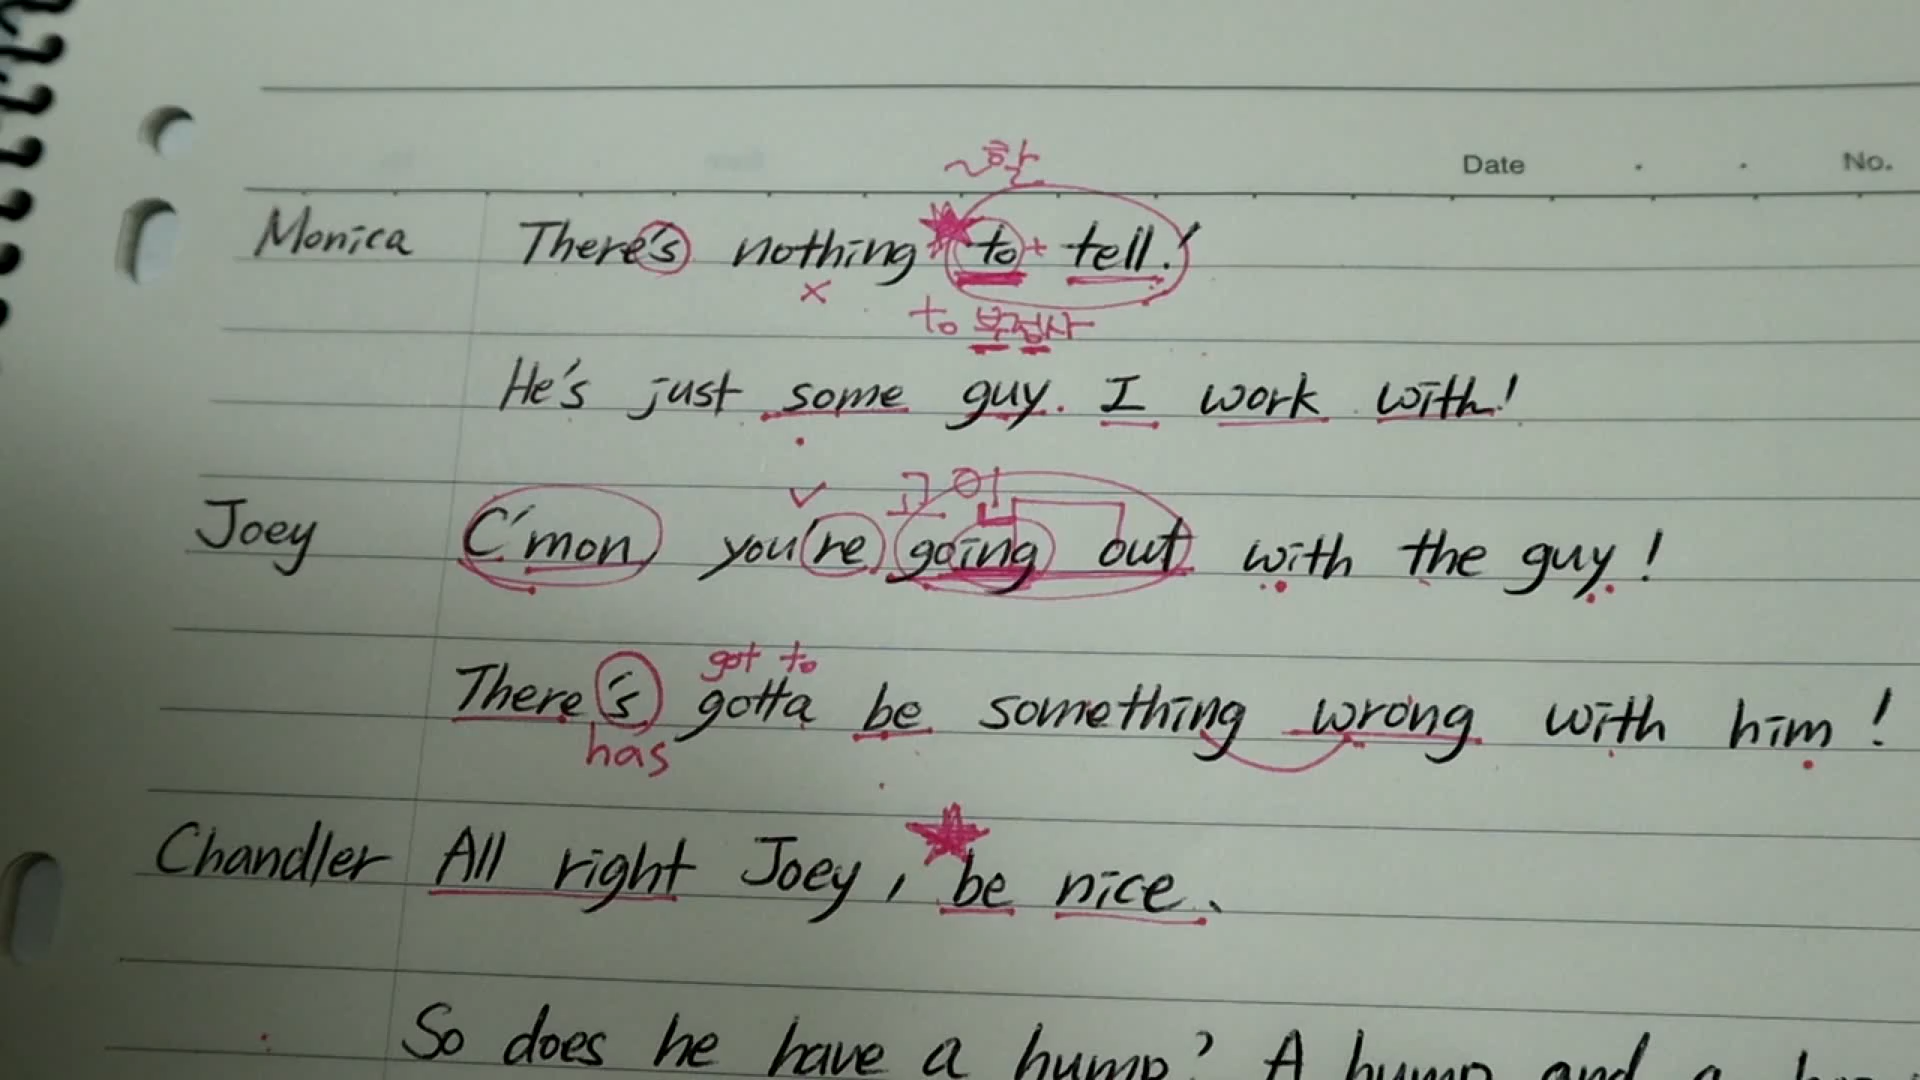 ~한
Date . . No.
Monica There's nothing to + tell!
x
to 부정사
He's just some guy. I work with!
고 이
Joey C'mon you're going out with the guy!
got to
There's gotta be something wrong with him!
has
Chandler All right Joey, be nice.
So does he have a hump? A hump and a